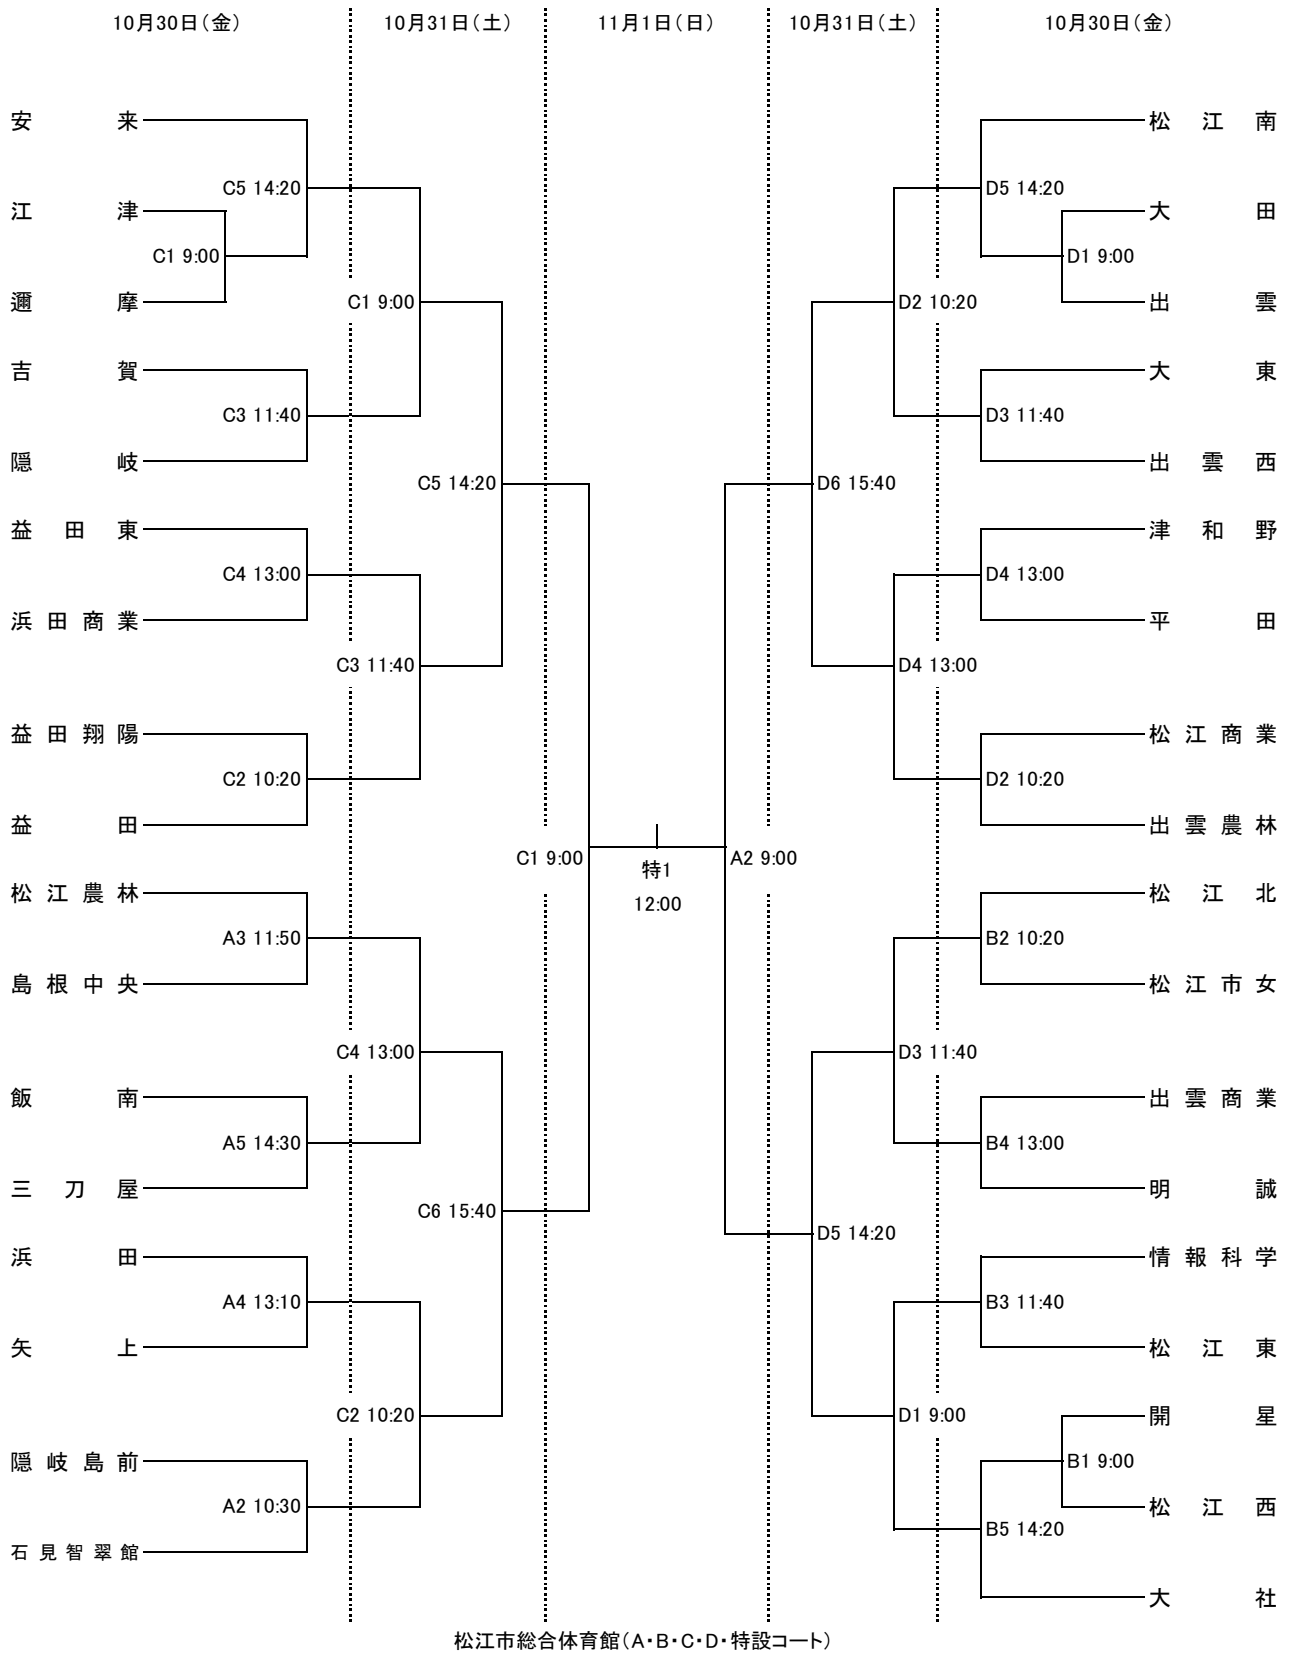 10月30日(金) 10月31日(土) 11月1日(日) 10月31日(土) 10月30日(金)
安来 松江南
C5 14:20 D5 14:20
江津 大田
C1 9:00 D1 9:00
邇摩 C1 9:00 D2 10:20 出雲
吉賀 大東
C3 11:40 D3 11:40
隠岐 出雲西
C5 14:20 D6 15:40
益田東 津和野
C4 13:00 D4 13:00
浜田商業 平田
C3 11:40 D4 13:00
益田翔陽 松江商業
C2 10:20 D2 10:20
益田 出雲農林
C1 9:00 A2 9:00
特1
松江農林 松江北
12:00
A3 11:50 B2 10:20
島根中央 松江市女
C4 13:00 D3 11:40
飯南 出雲商業
A5 14:30 B4 13:00
三刀屋 明誠
C6 15:40 D5 14:20
浜田 情報科学
A4 13:10 B3 11:40
矢上 松江東
C2 10:20 D1 9:00 開星
隠岐島前 B1 9:00
A2 10:30 松江西
B5 14:20
石見智翠館
大社
松江市総合体育館(A・B・C・D・特設コート)